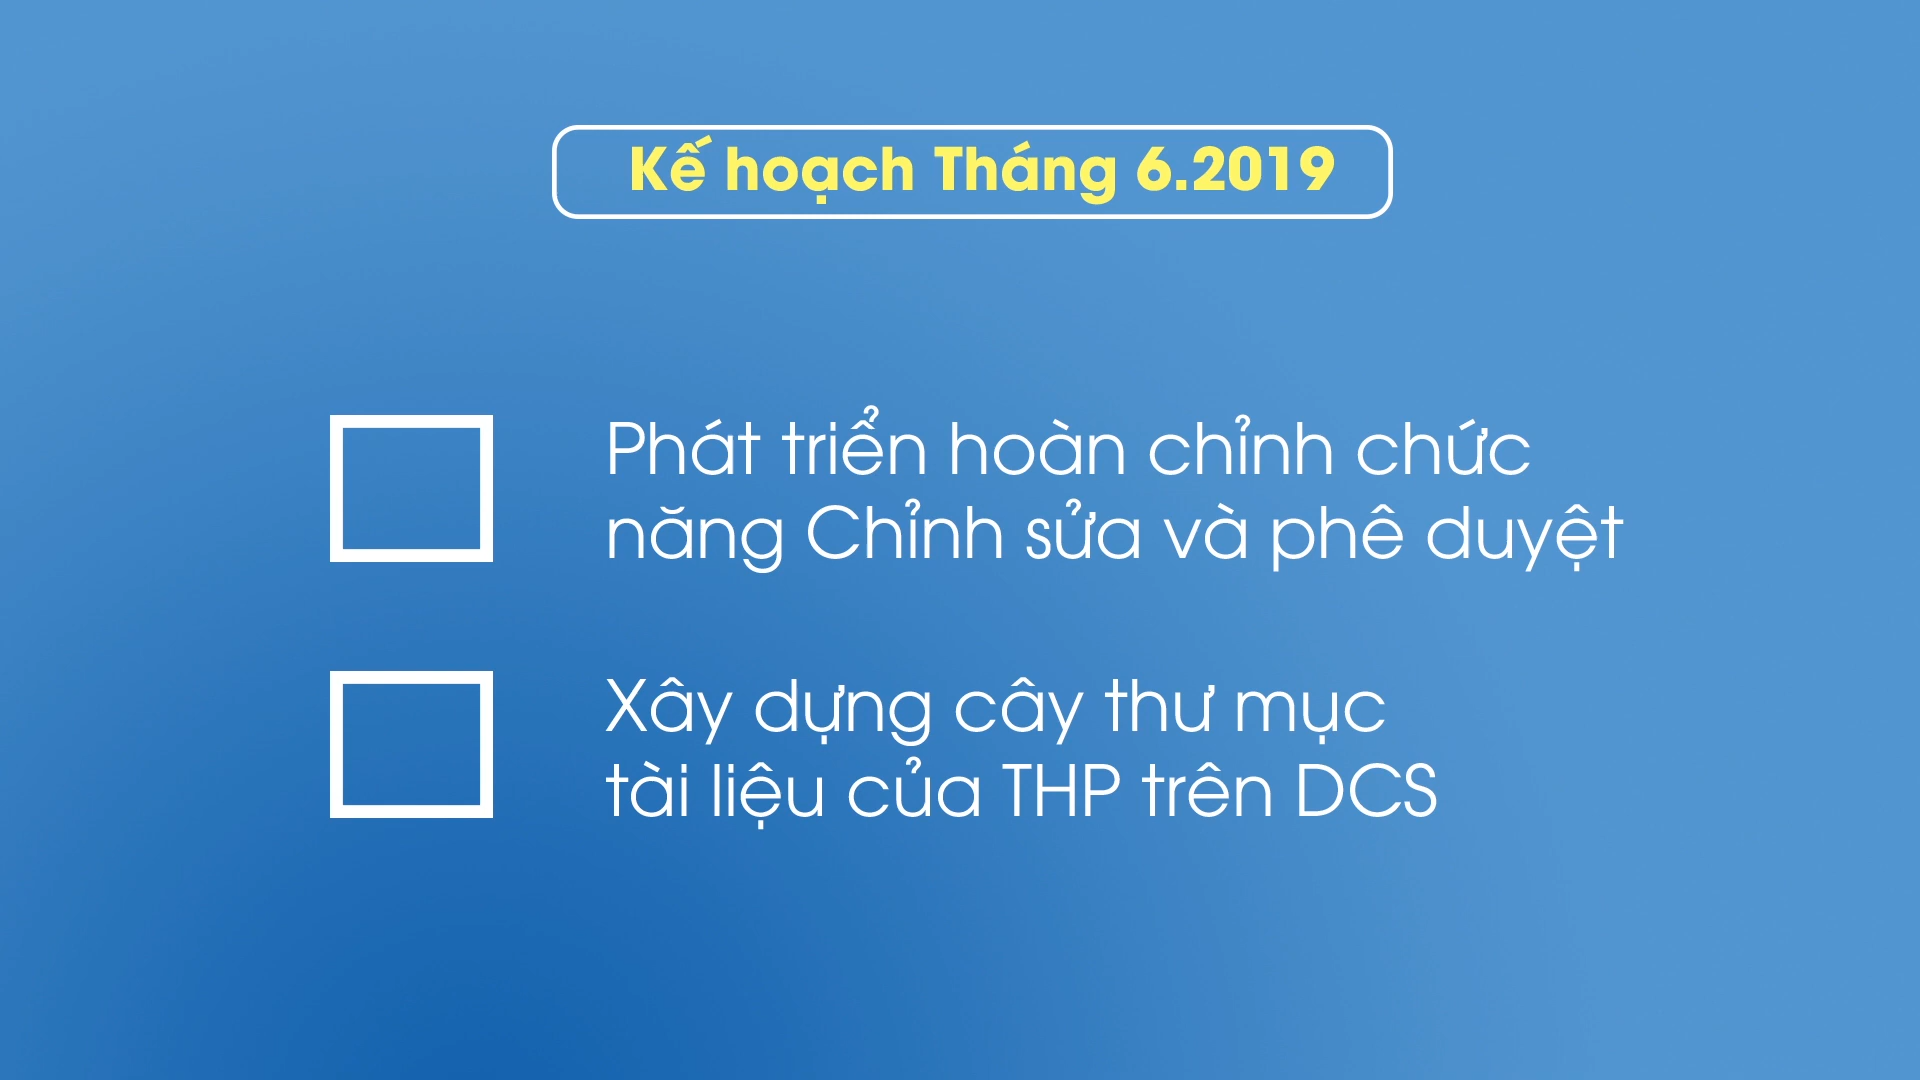 Kế hoạch Tháng 6.2019
Phát triển hoàn chỉnh chức
năng Chỉnh sửa và phê duyệt
Xây dựng cây thư mục
tài liệu của THP trên DCS